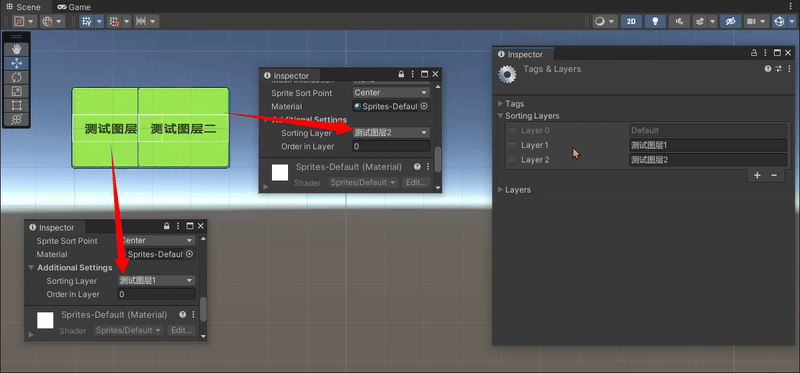 Scene
Game
2D
测试图层
测试图层二
Inspector
Sprite Sort Point
Center
Material
Sprites-Defaul
Additional Settings
Sorting Layer
测试图层2
Order in Layer
0
Sprites-Default (Material)
Shader
Sprites/Default
Edit...
Inspector
Sprite Sort Point
Center
Material
Sprites-Defaul
Additional Settings
Sorting Layer
测试图层1
Order in Layer
0
Sprites-Default (Material)
Shader
Sprites/Default
Edit...
Inspector
Tags & Layers
Tags
Sorting Layers
Layer 0
Default
Layer 1
测试图层1
Layer 2
测试图层2
Layers